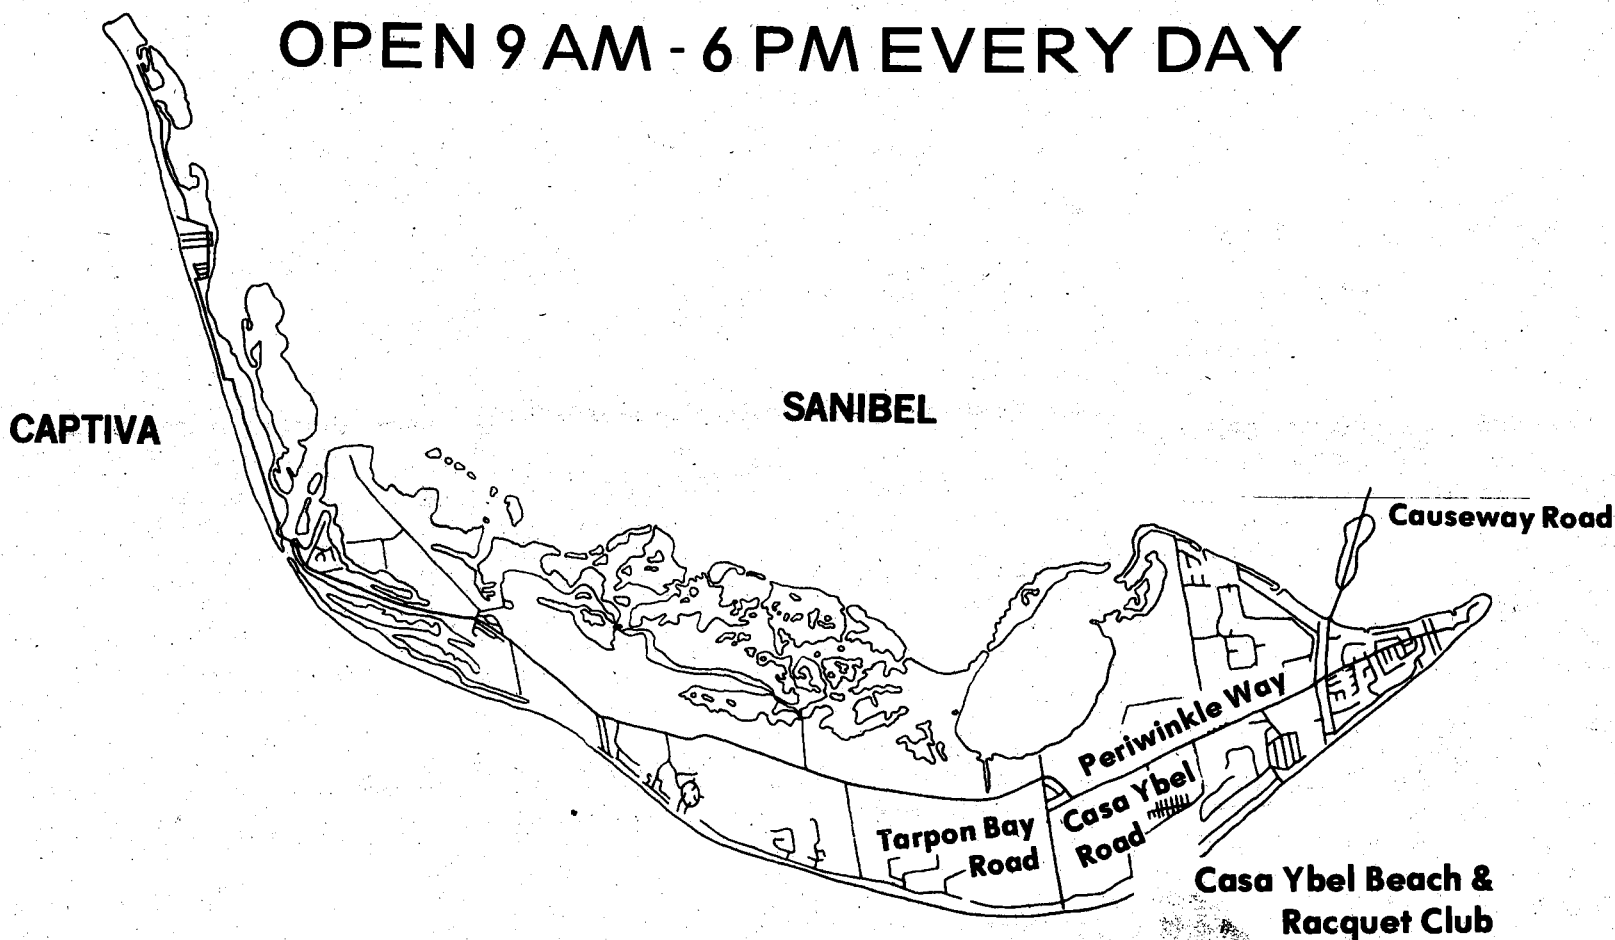 OPEN 9 AM - 6 PM EVERY DAY
CAPTIVA
SANIBEL
Causeway Road
Periwinkle Way
Casa Ybel
Road
Tarpon Bay
Road
Casa Ybel Beach &
Racquet Club